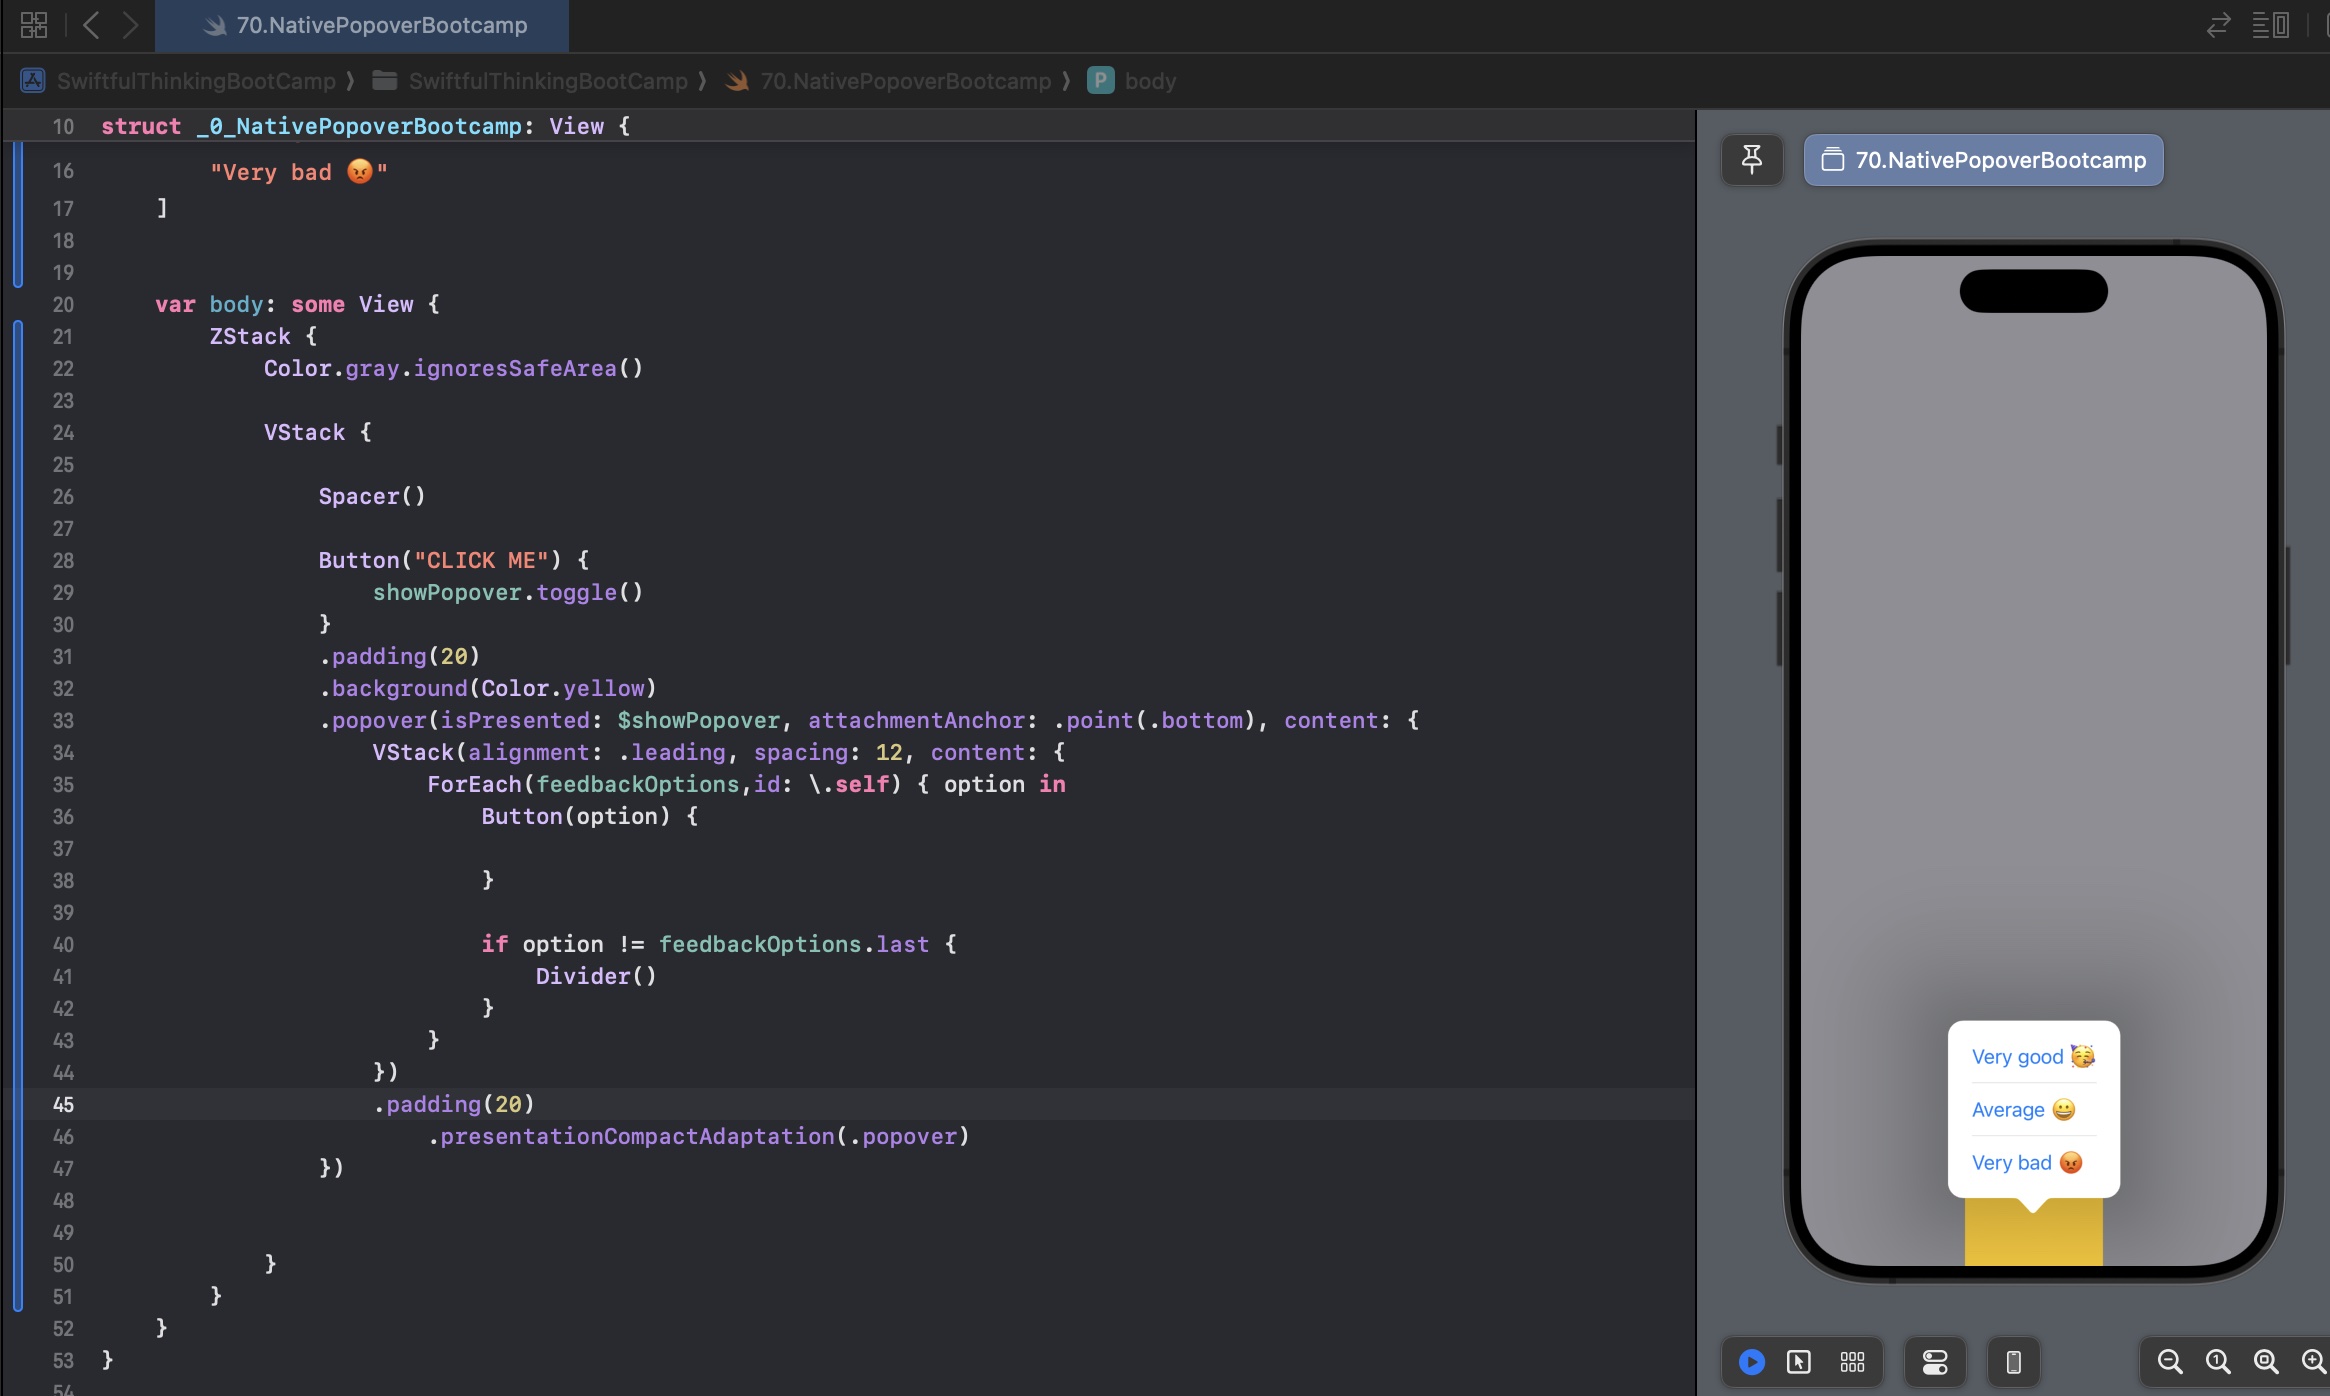 70.NativePopoverBootcamp
SwiftfulThinkingBootCamp ⟩ SwiftfulThinkingBootCamp ⟩ 70.NativePopoverBootcamp ⟩ P body
10 struct _0_NativePopoverBootcamp: View {
16 "Very bad 😡"
17 ]
18
19
20 var body: some View {
21 ZStack {
22 Color.gray.ignoresSafeArea()
23
24 VStack {
25
26 Spacer()
27
28 Button("CLICK ME") {
29 showPopover.toggle()
30 }
31 .padding(20)
32 .background(Color.yellow)
33 .popover(isPresented: $showPopover, attachmentAnchor: .point(.bottom), content: {
34 VStack(alignment: .leading, spacing: 12, content: {
35 ForEach(feedbackOptions,id: \.self) { option in
36 Button(option) {
37
38 }
39
40 if option != feedbackOptions.last {
41 Divider()
42 }
43 }
44 })
45 .padding(20)
46 .presentationCompactAdaptation(.popover)
47 })
48
49
50 }
51 }
52 }
53 }
54
70.NativePopoverBootcamp
Very good 🥳
Average 😀
Very bad 😡